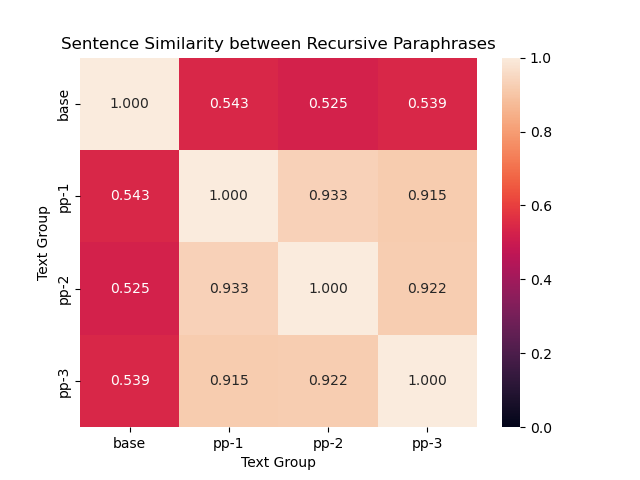 Sentence Similarity between Recursive Paraphrases
base 1.000 0.543 0.525 0.539
pp-1 0.543 1.000 0.933 0.915
pp-2 0.525 0.933 1.000 0.922
pp-3 0.539 0.915 0.922 1.000
base pp-1 pp-2 pp-3
Text Group
Text Group
1.0
0.8
0.6
0.4
0.2
0.0